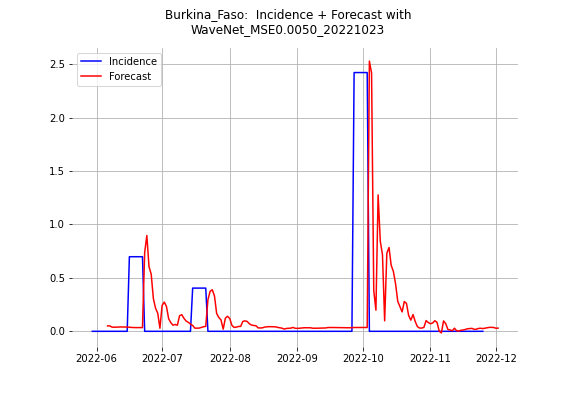 Burkina_Faso:  Incidence + Forecast with
WaveNet_MSE0.0050_20221023
Incidence
Forecast
2.5
2.0
1.5
1.0
0.5
0.0
2022-06 2022-07 2022-08 2022-09 2022-10 2022-11 2022-12